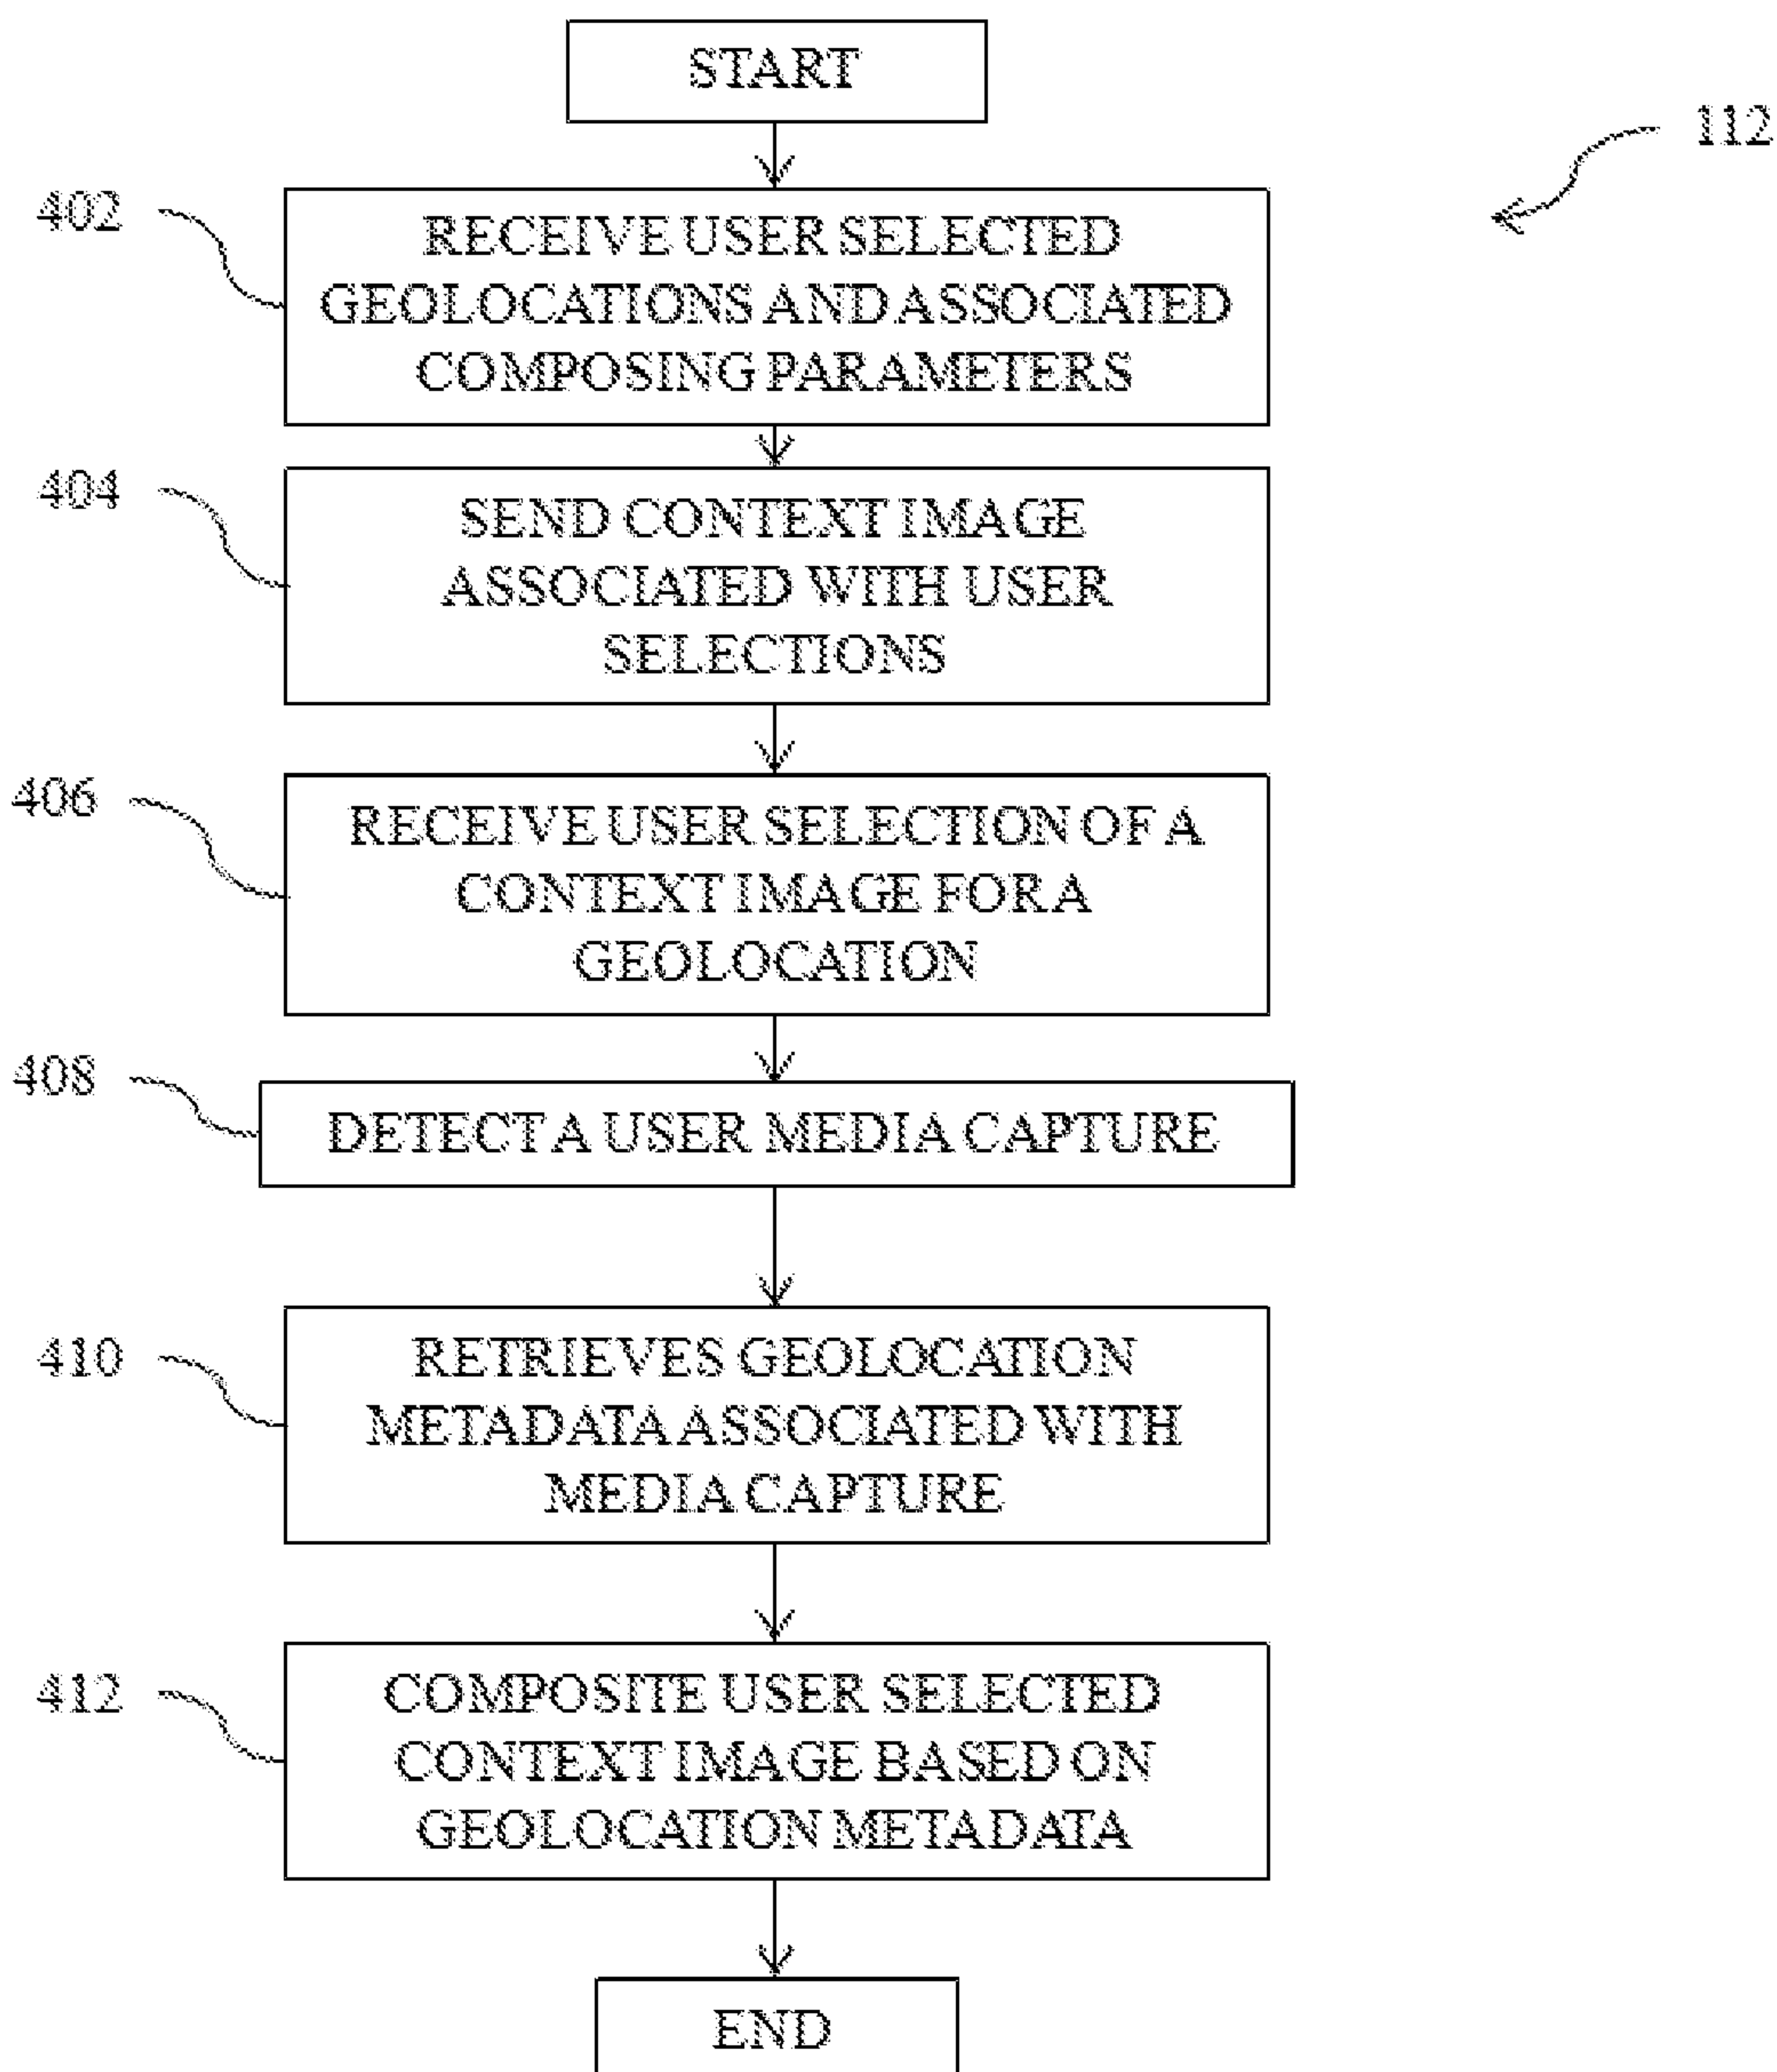 START
112
402
RECEIVE USER SELECTED
GEOLOCATIONS AND ASSOCIATED
COMPOSING PARAMETERS
404
SEND CONTEXT IMAGE
ASSOCIATED WITH USER
SELECTIONS
406
RECEIVE USER SELECTION OF A
CONTEXT IMAGE FOR A
GEOLOCATION
408
DETECT A USER MEDIA CAPTURE
410
RETRIEVES GEOLOCATION
METADATA ASSOCIATED WITH
MEDIA CAPTURE
412
COMPOSITE USER SELECTED
CONTEXT IMAGE BASED ON
GEOLOCATION METADATA
END